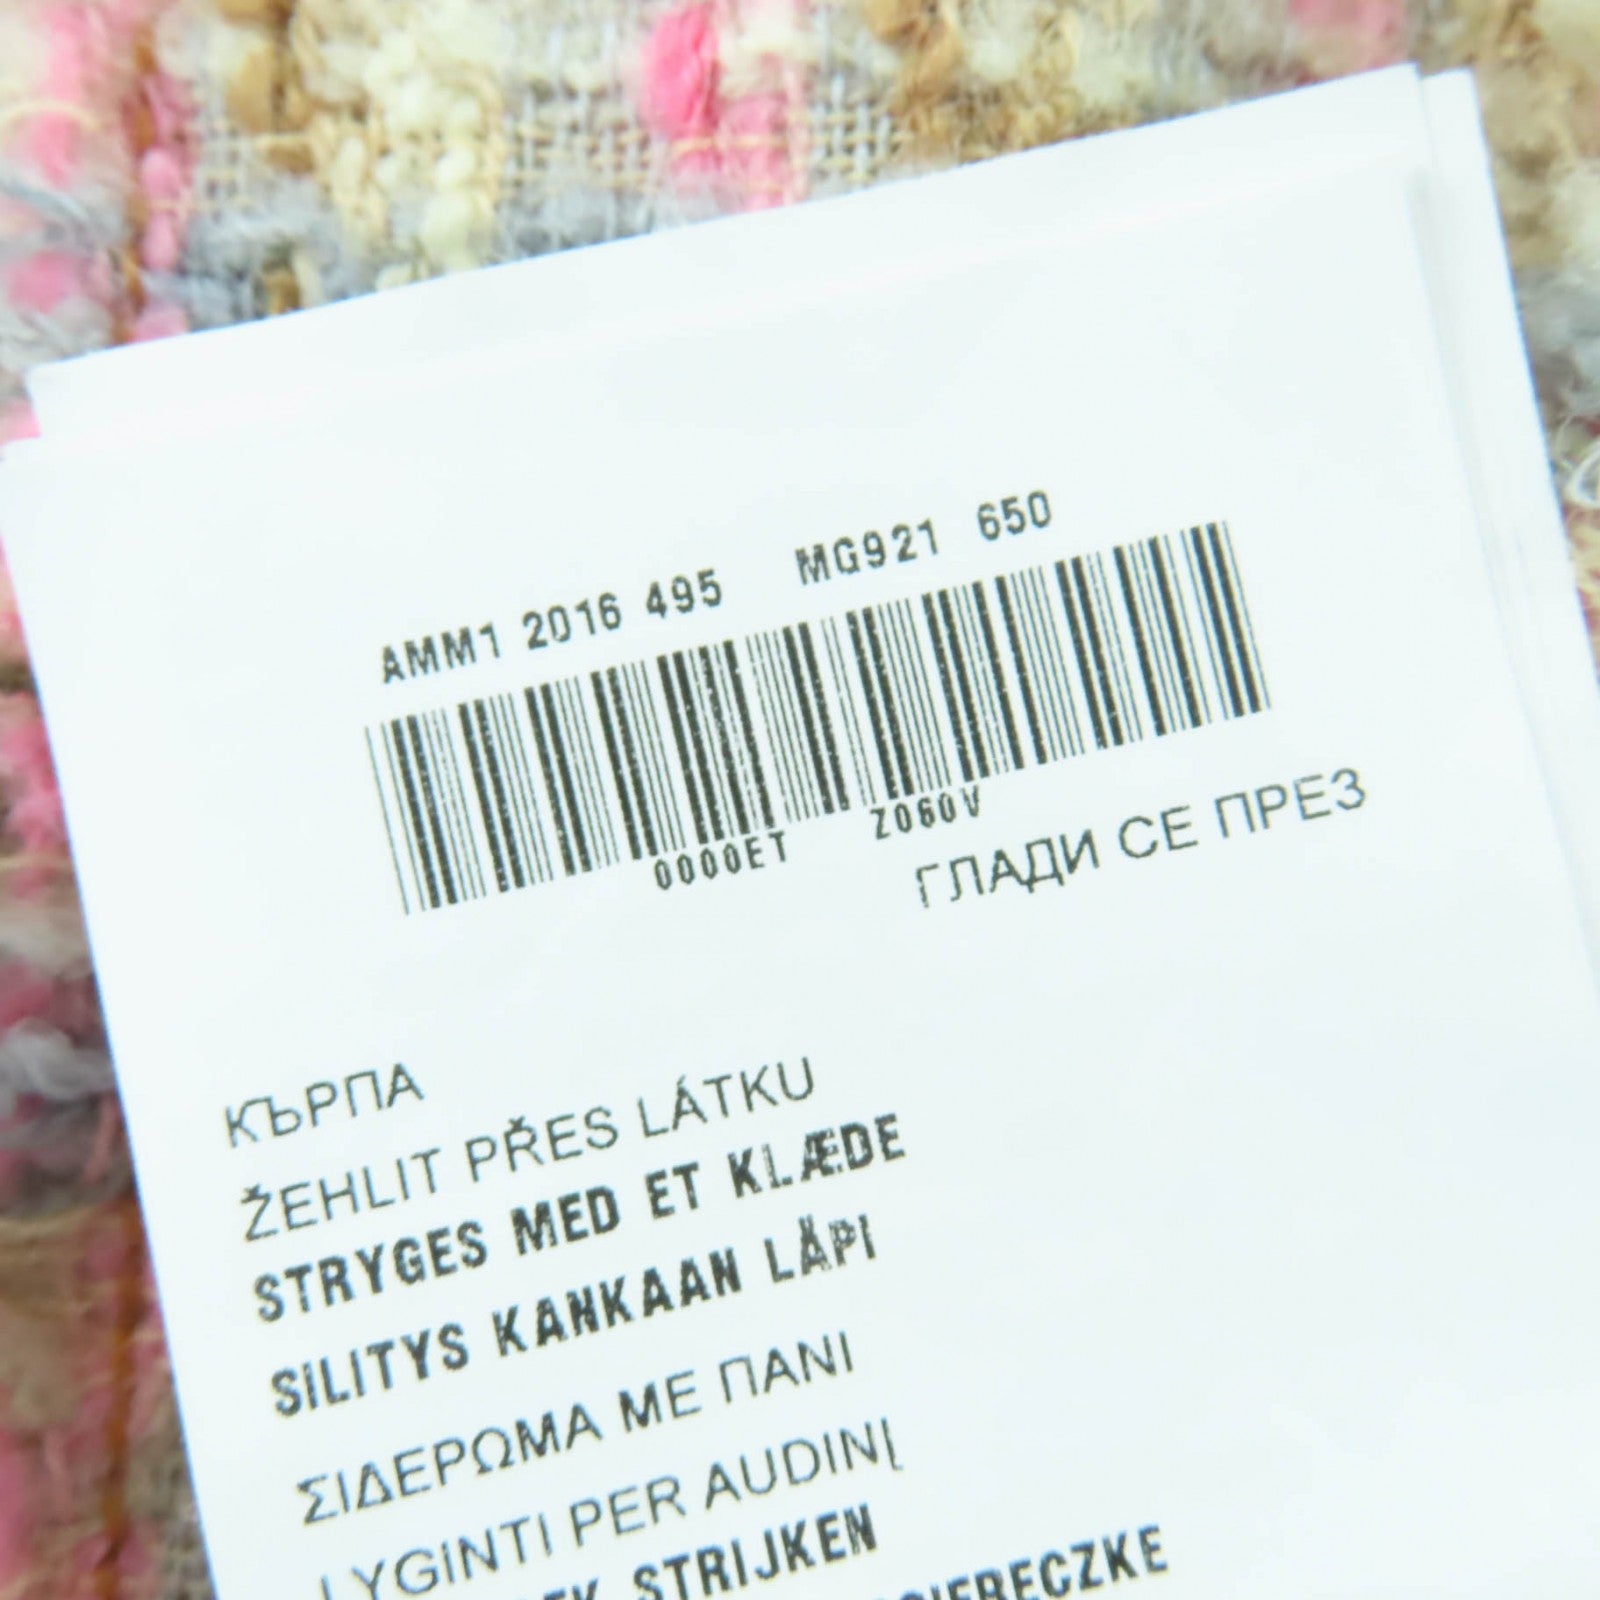 AMM1 2016 495 MG921 650
0000ET Z060V
ГЛАДИ СЕ ПРЕЗ
КЪРПА
ŽEHLIT PŘES LÁTKU
STRYGES MED ET KLÆDE
SILITYS KANKAAN LÄPI
ΣΙΔΕΡΩΜΑ ΜΕ ΠΑΝΙ
LYGINTI PER AUDINĮ
STRIJKEN